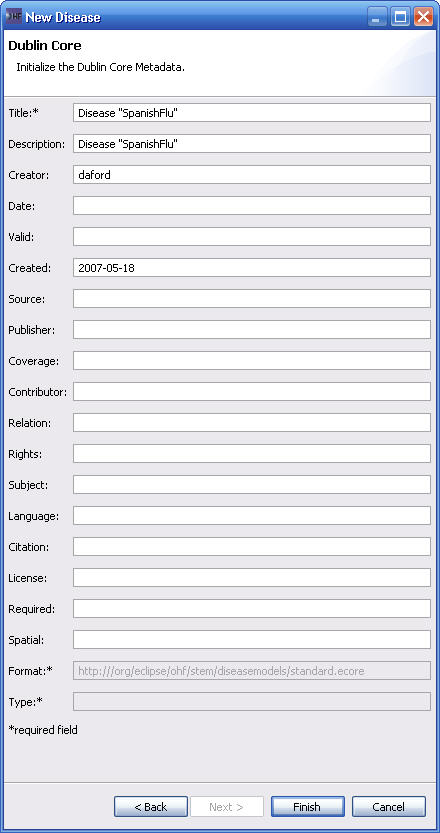 OHF New Disease
Dublin Core
Initialize the Dublin Core Metadata.
Title:* Disease "SpanishFlu"
Description: Disease "SpanishFlu"
Creator: daford
Date:
Valid:
Created: 2007-05-18
Source:
Publisher:
Coverage:
Contributor:
Relation:
Rights:
Subject:
Language:
Citation:
License:
Required:
Spatial:
Format:* http:///org/eclipse/ohf/stem/diseasemodels/standard.ecore
Type:*
*required field
< Back Next > Finish Cancel